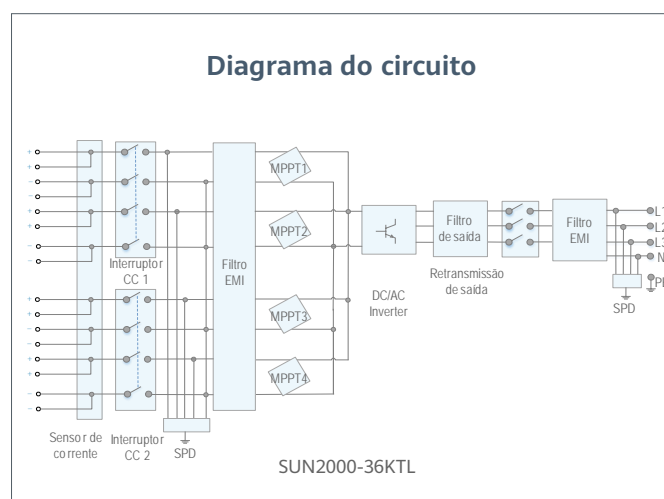 Diagrama do circuito
+
+
−
−
+
+
−
−
+
+
−
−
+
+
−
−
Sensor de
corrente
Interruptor
CC 1
Interruptor
CC 2
SPD
Filtro
EMI
MPPT1
MPPT2
MPPT3
MPPT4
DC/AC
Inverter
Filtro
de saída
Retransmissão
de saída
Filtro
EMI
L1
L2
L3
N
PE
SPD
SUN2000-36KTL